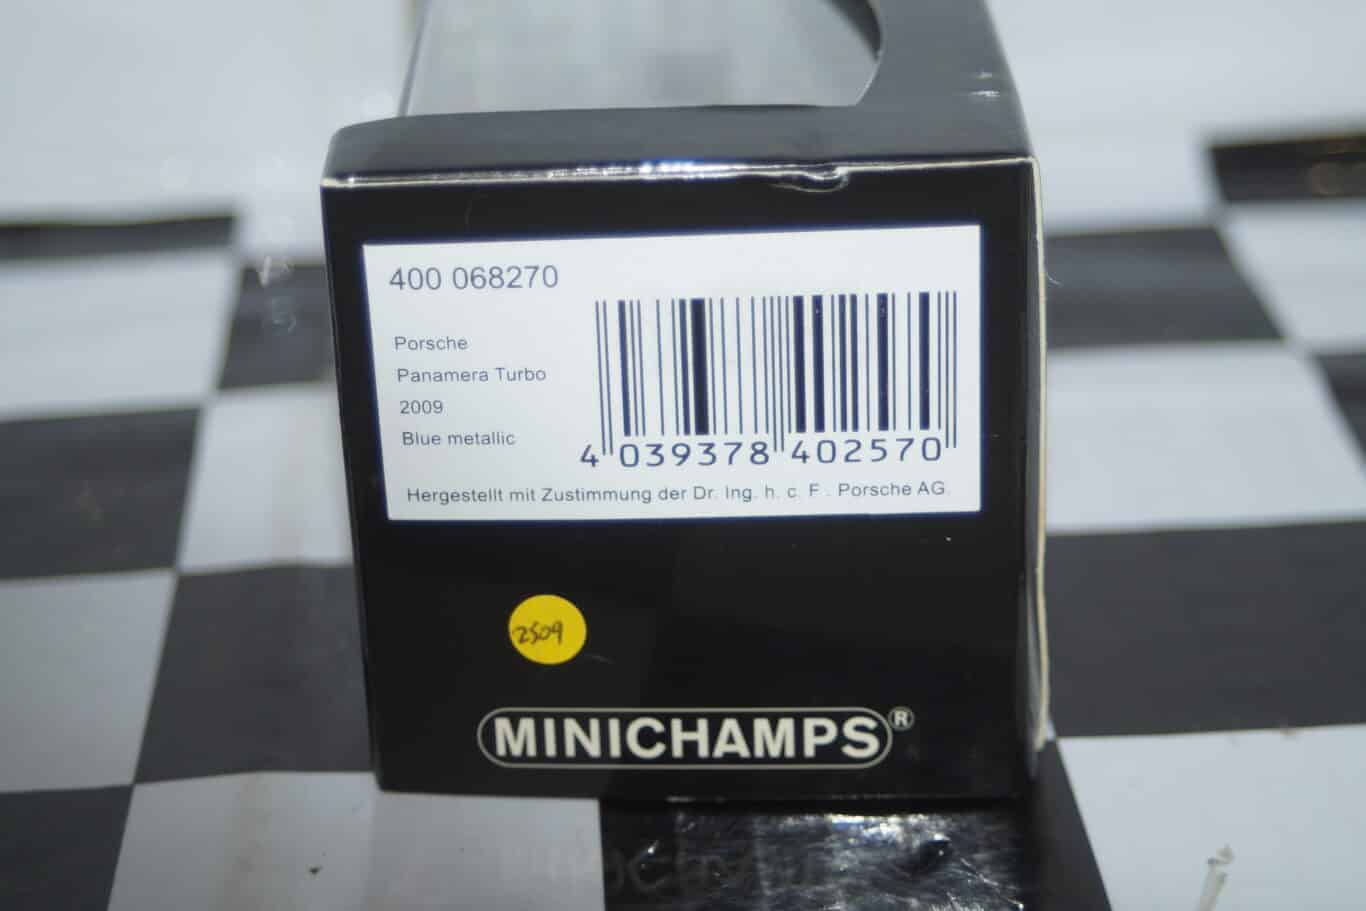 400 068270
Porsche
Panamera Turbo
2009
Blue metallic
4 039378 402570
Hergestellt mit Zustimmung der Dr. Ing. h. c. F . Porsche AG.
2509
MINICHAMPS®